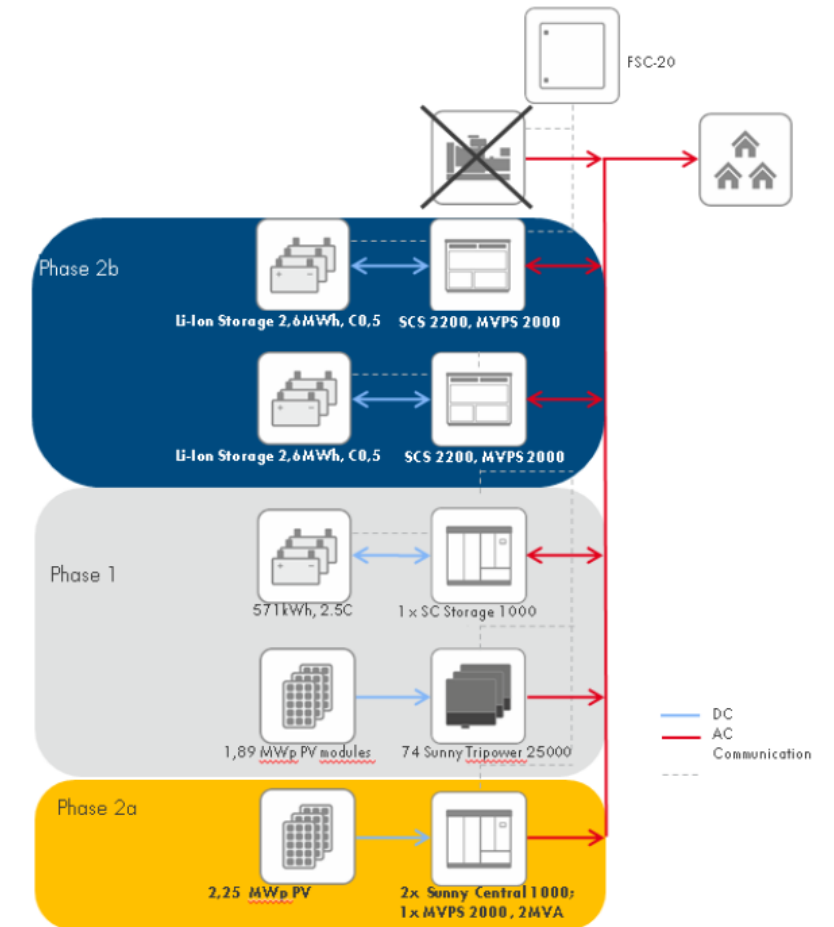 FSC-20
Phase 2b
Li-Ion Storage 2,6MWh, C0,5
SCS 2200, MVPS 2000
Li-Ion Storage 2,6MWh, C0,5
SCS 2200, MVPS 2000
Phase 1
571kWh, 2.5C
1 x SC Storage 1000
1,89 MWp PV modules
74 Sunny Tripower 25000
DC
AC
Communication
Phase 2a
2,25 MWp PV
2x Sunny Central 1000;
1x MVPS 2000, 2MVA